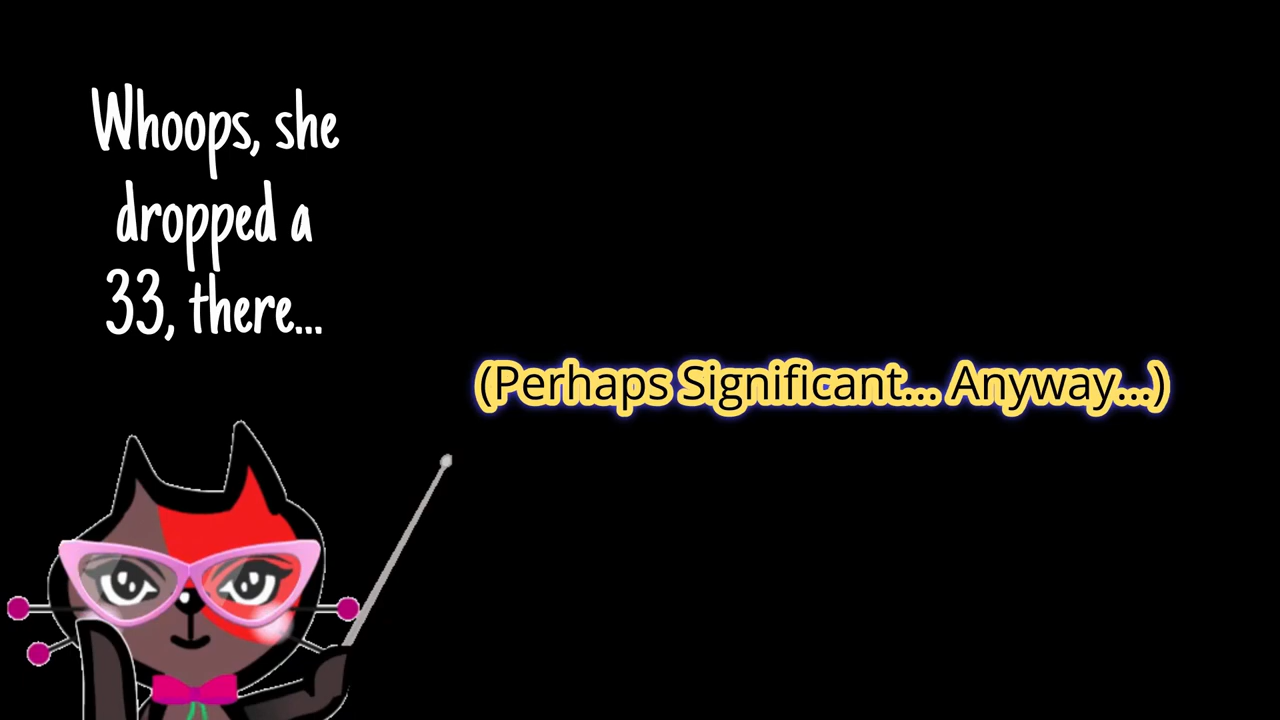 Whoops, she
dropped a
33, there...
(Perhaps Significant... Anyway...)